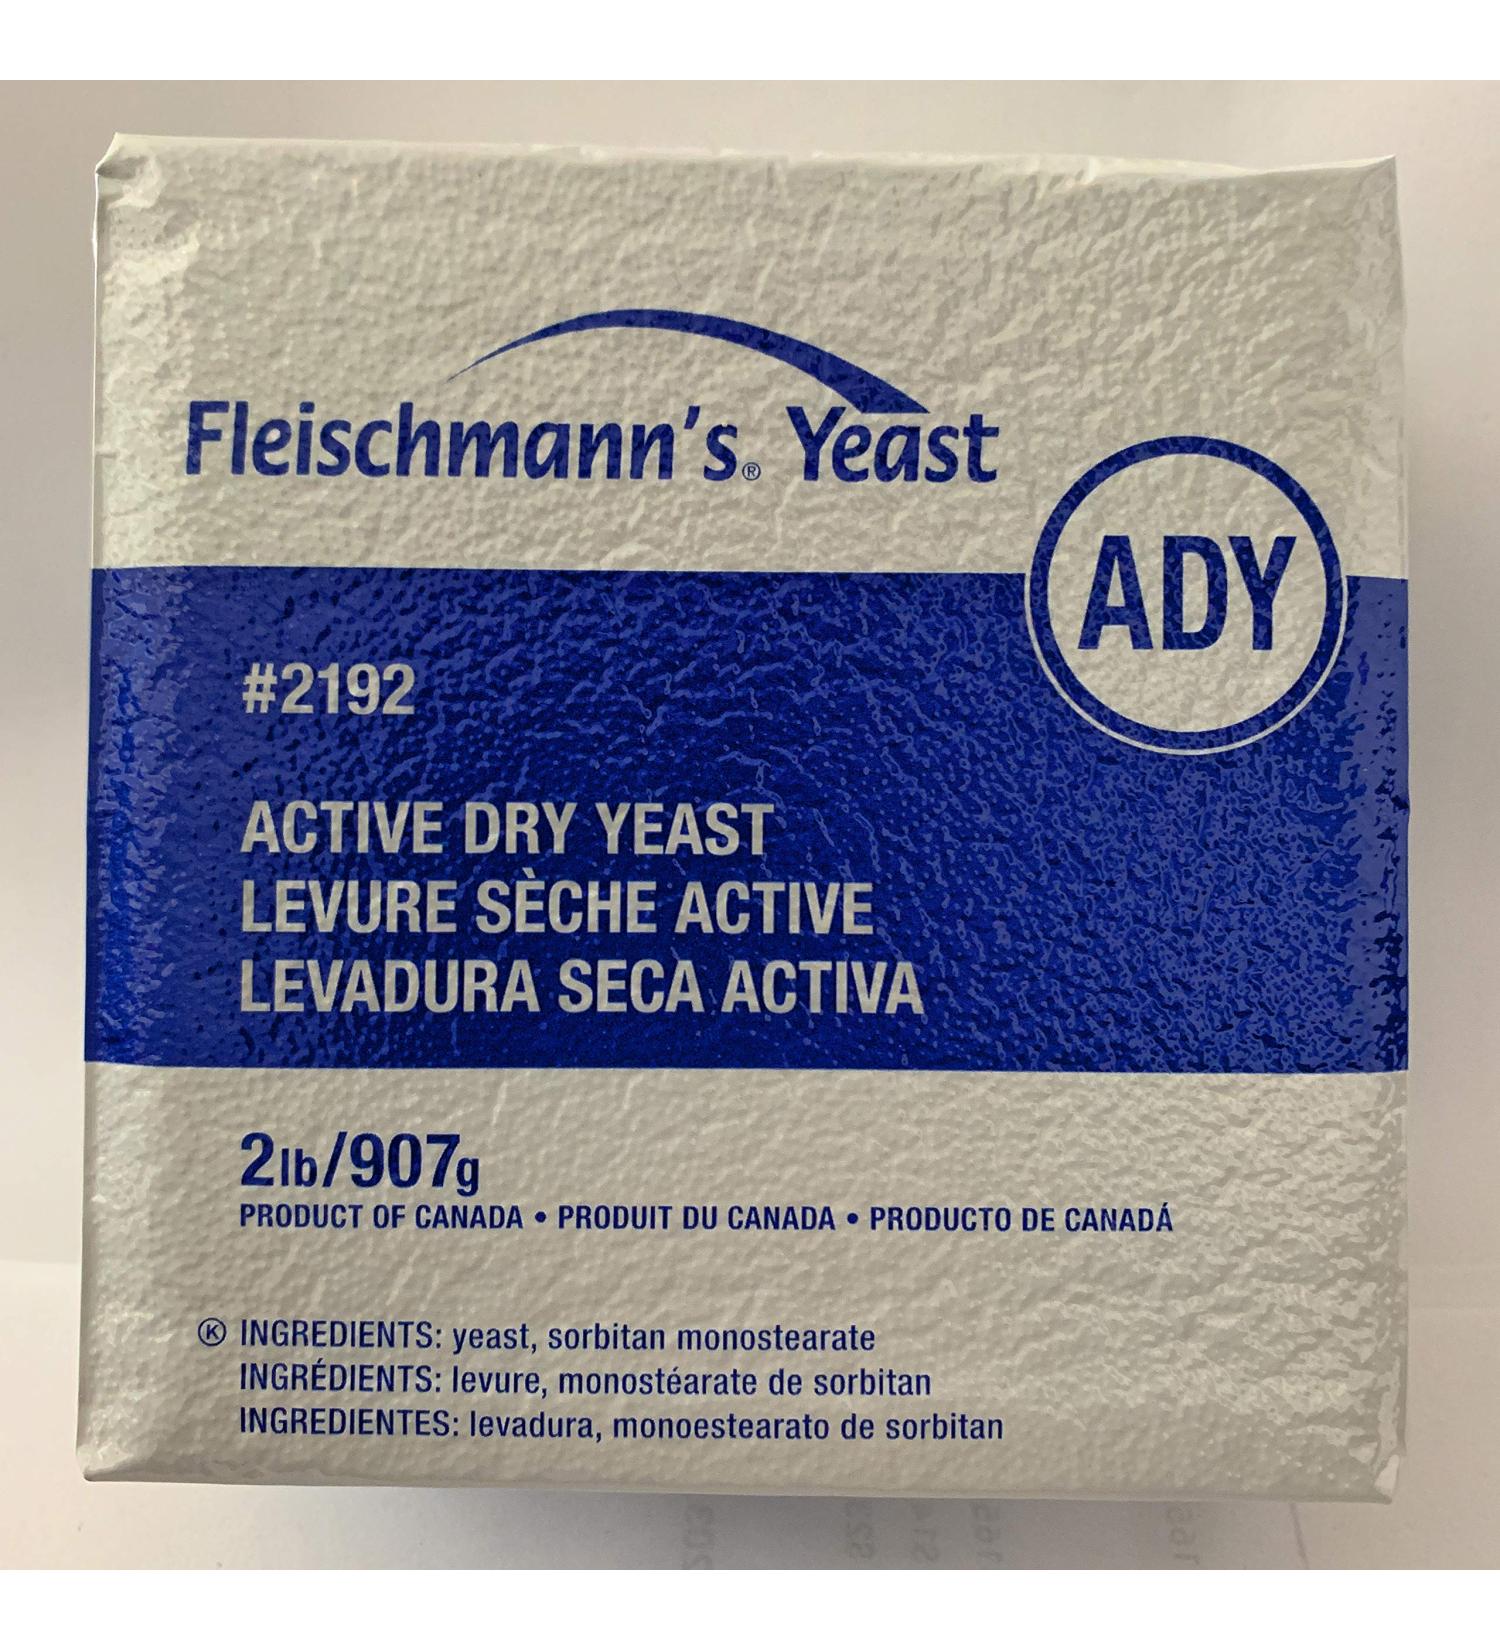 Fleischmann's® Yeast
ADY
#2192
ACTIVE DRY YEAST
LEVURE SÈCHE ACTIVE
LEVADURA SECA ACTIVA
2lb/907g
PRODUCT OF CANADA • PRODUIT DU CANADA • PRODUCTO DE CANADÁ
Ⓚ INGREDIENTS: yeast, sorbitan monostearate
INGRÉDIENTS: levure, monostéarate de sorbitan
INGREDIENTES: levadura, monoestearato de sorbitan